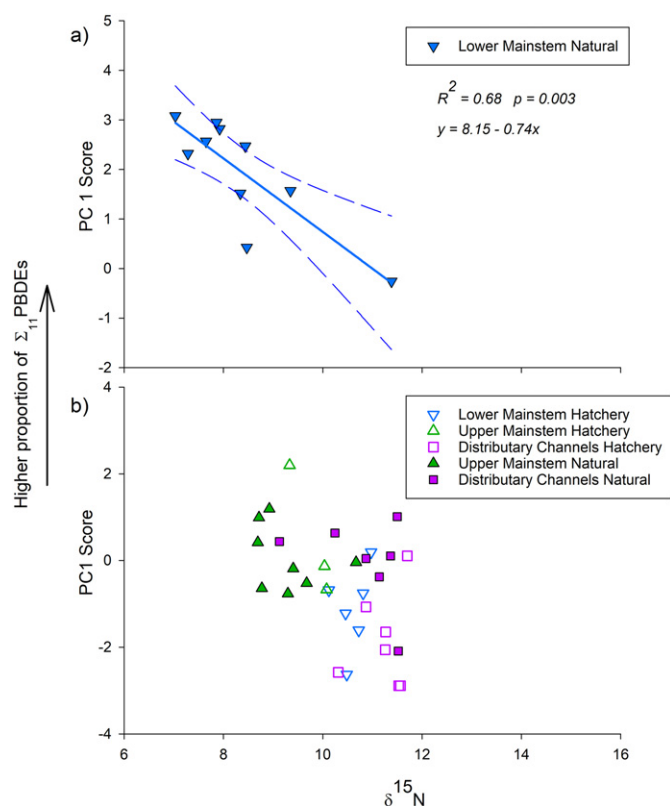 a)
5
4
3
2
1
0
-1
-2
PC 1 Score
Lower Mainstem Natural
R2 = 0.68 p = 0.003
y = 8.15 - 0.74x
Higher proportion of Σ11PBDEs
b)
4
2
0
-2
-4
PC1 Score
Lower Mainstem Hatchery
Upper Mainstem Hatchery
Distributary Channels Hatchery
Upper Mainstem Natural
Distributary Channels Natural
6 8 10 12 14 16
δ15N